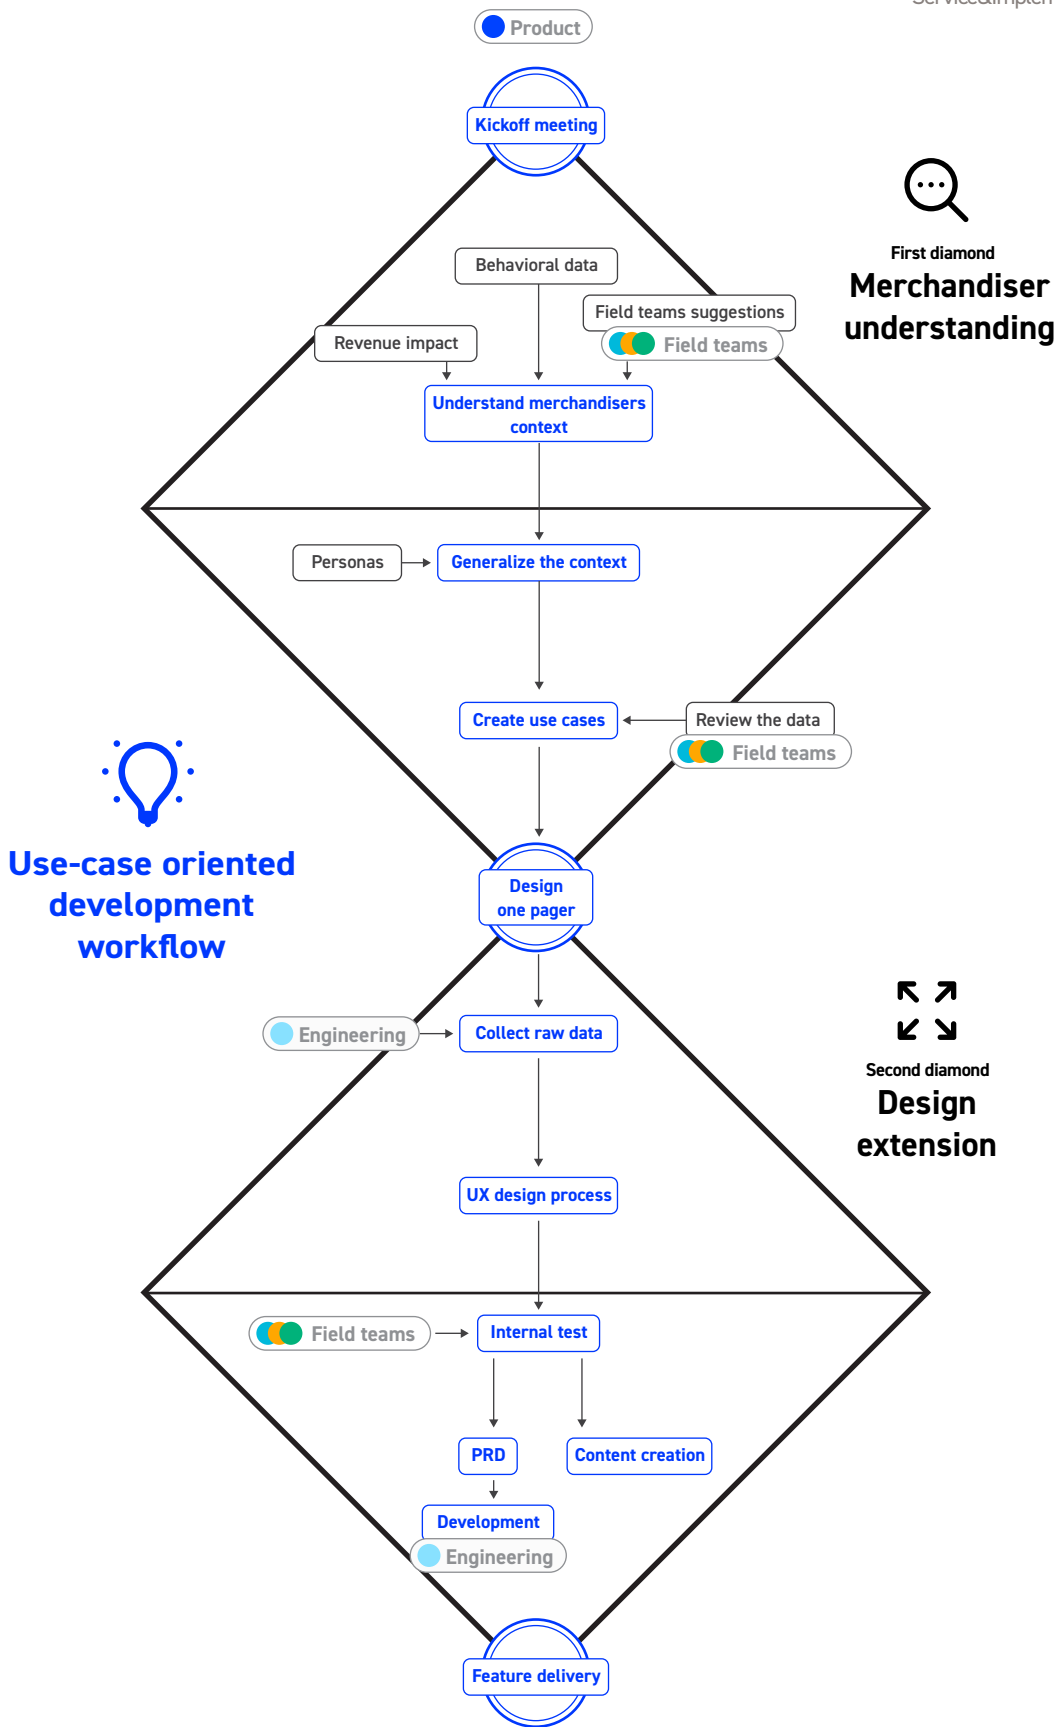 Product
Kickoff meeting
First diamond
Merchandiser
understanding
Behavioral data
Field teams suggestions
Field teams
Revenue impact
Understand merchandisers
context
Personas
Generalize the context
Create use cases
Review the data
Field teams
Use-case oriented
development
workflow
Design
one pager
Engineering
Collect raw data
Second diamond
Design
extension
UX design process
Field teams
Internal test
PRD
Content creation
Development
Engineering
Feature delivery